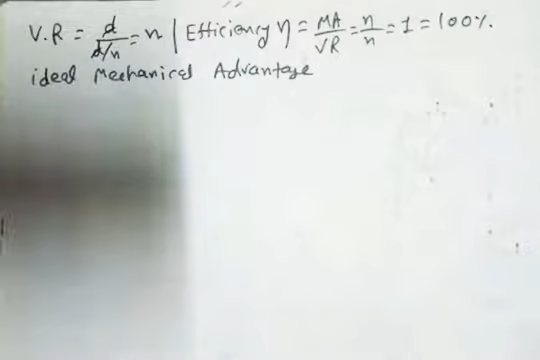 V.R = d/d/n = n | Efficiency η = MA/VR = n/n = 1 = 100%.
ideal Mechanical Advantage